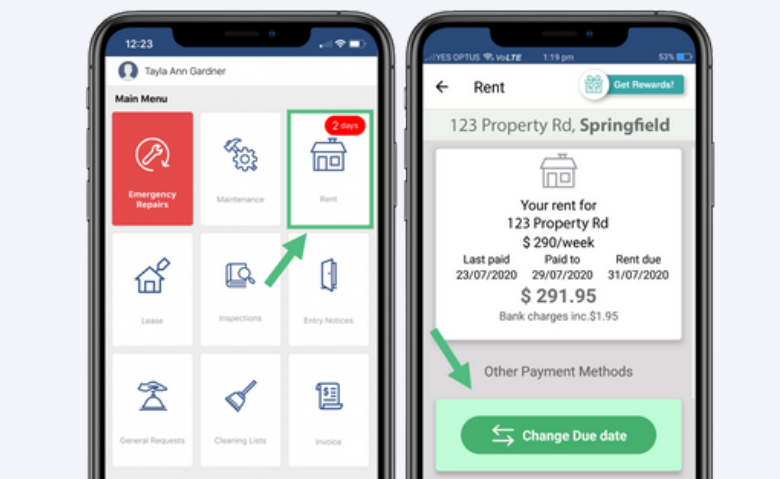 12:23
Tayla Ann Gardner
Main Menu
2 days
Emergency
Repairs
Maintenance
Rent
Lease
Inspections
Entry Notices
General Requests
Cleaning Lists
Invoice
YES OPTUS VoLTE 1:19 pm 53%
Rent
Get Rewards!
123 Property Rd, Springfield
Your rent for
123 Property Rd
$ 290/week
Last paid Paid to Rent due
23/07/2020 29/07/2020 31/07/2020
$ 291.95
Bank charges inc.$1.95
Other Payment Methods
Change Due date